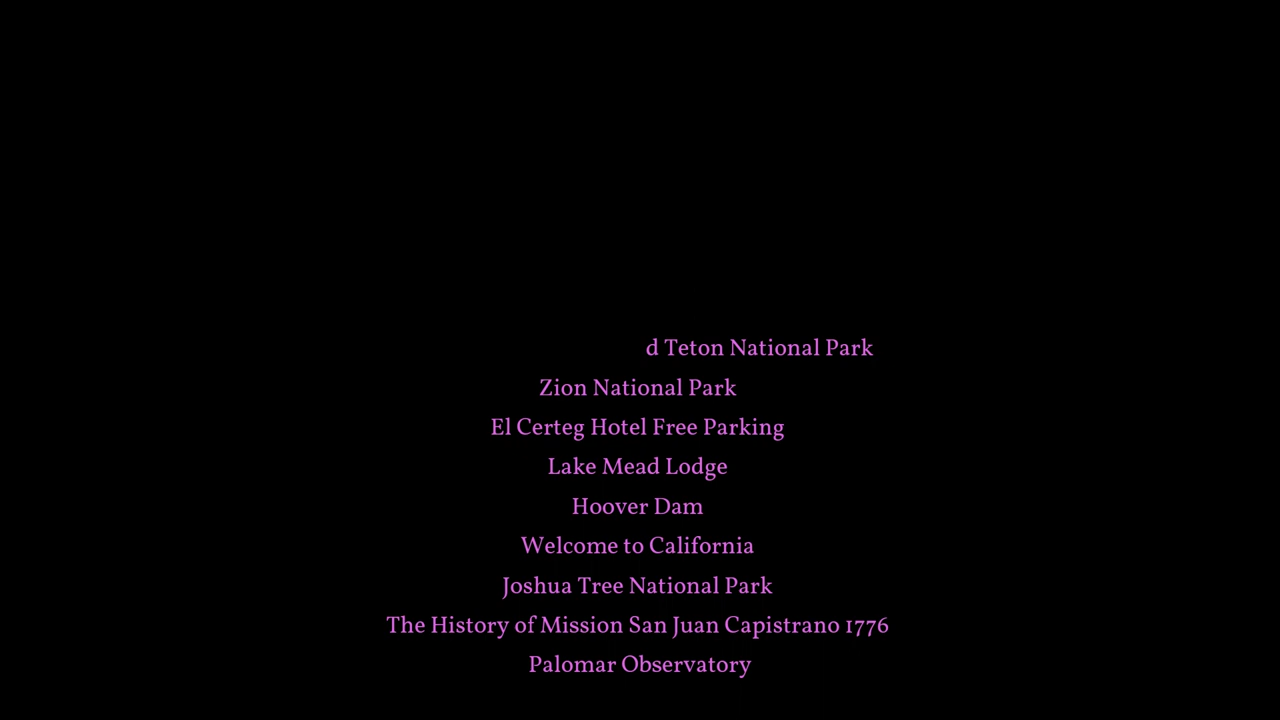 d Teton National Park
Zion National Park
El Certeg Hotel Free Parking
Lake Mead Lodge
Hoover Dam
Welcome to California
Joshua Tree National Park
The History of Mission San Juan Capistrano 1776
Palomar Observatory